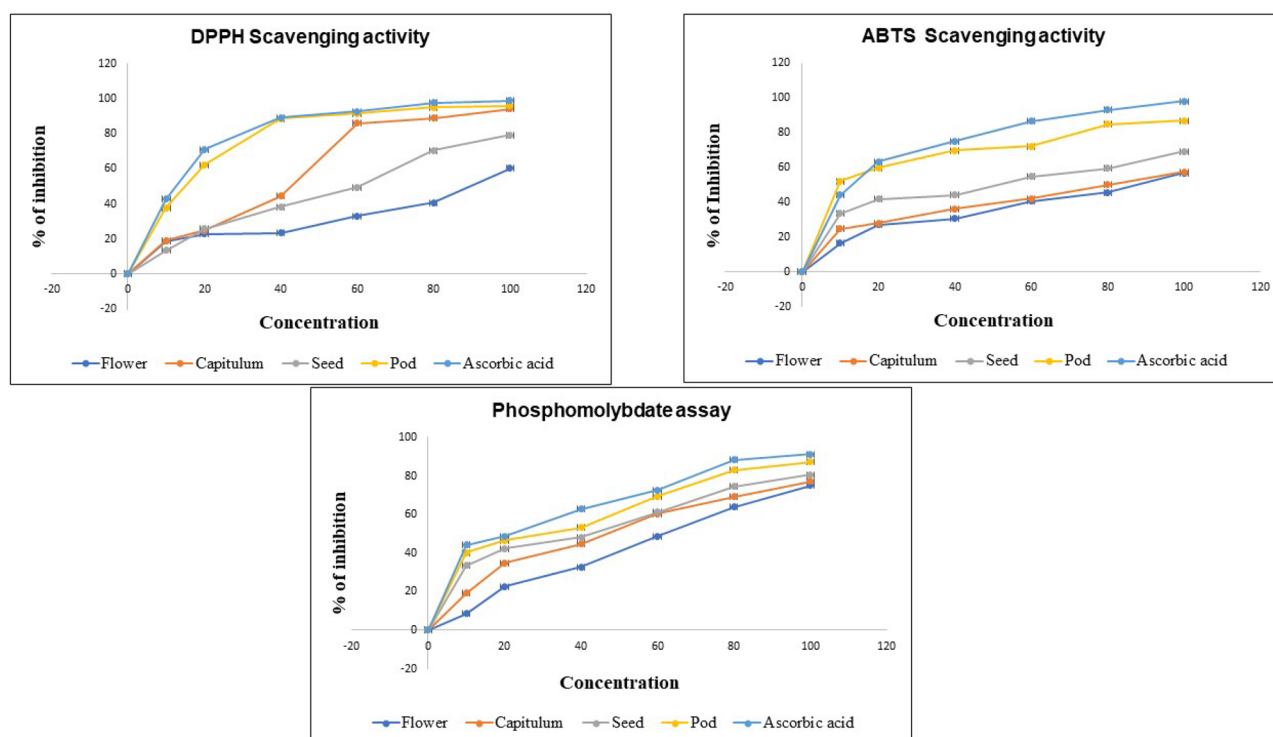 DPPH Scavenging activity
120
100
80
60
40
20
0
-20
-20 0 20 40 60 80 100 120
% of inhibition
Concentration
Flower Capitulum Seed Pod Ascorbic acid
ABTS Scavenging activity
120
100
80
60
40
20
0
-20
-20 0 20 40 60 80 100 120
% of Inhibition
Concentration
Flower Capitulum Seed Pod Ascorbic acid
Phosphomolybdate assay
100
80
60
40
20
0
-20
-20 0 20 40 60 80 100 120
% of inhibition
Concentration
Flower Capitulum Seed Pod Ascorbic acid